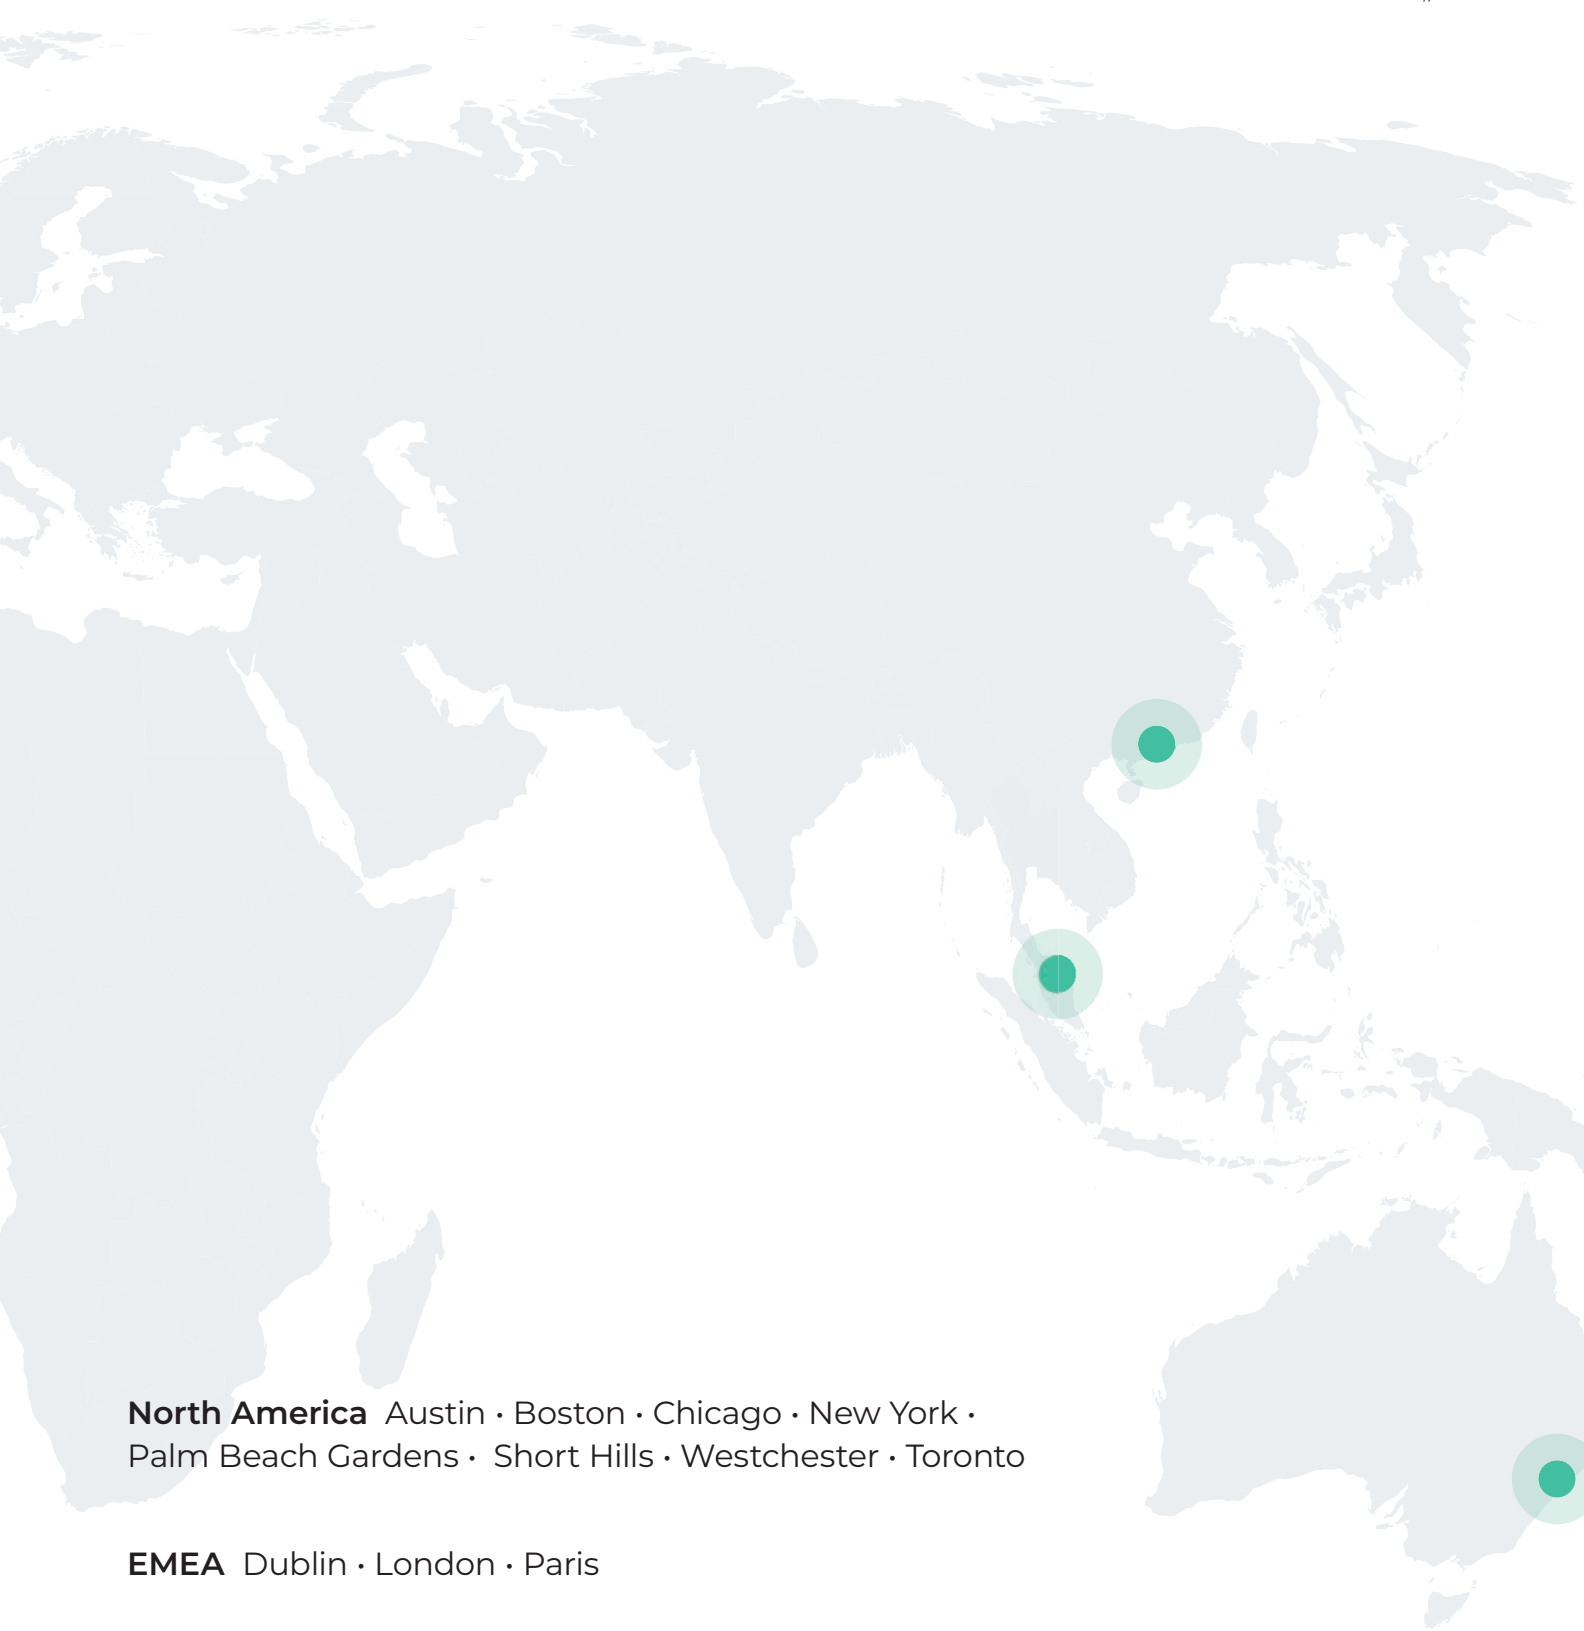 North America Austin • Boston • Chicago • New York •
Palm Beach Gardens • Short Hills • Westchester • Toronto
EMEA Dublin • London • Paris